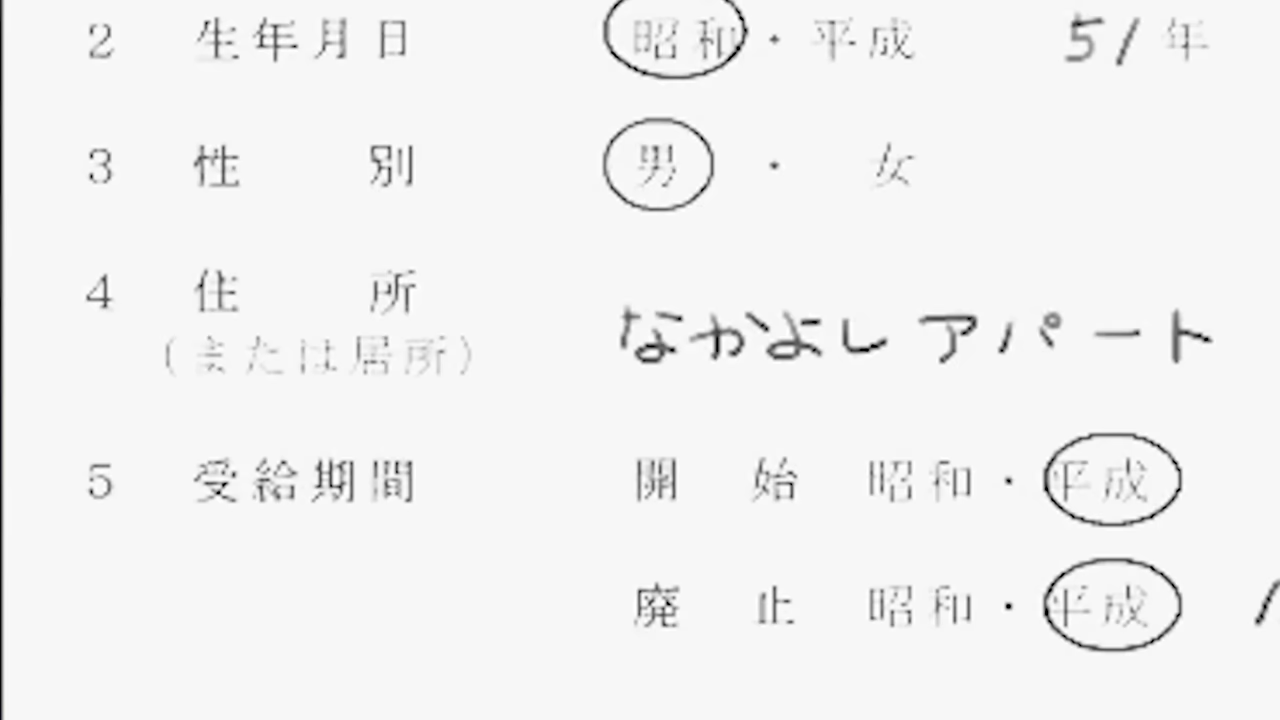 2 生年月日 昭和・平成 51年
3 性別 男・女
4 住所
(または居所) なかよしアパート
5 受給期間 開始 昭和・平成
廃止 昭和・平成